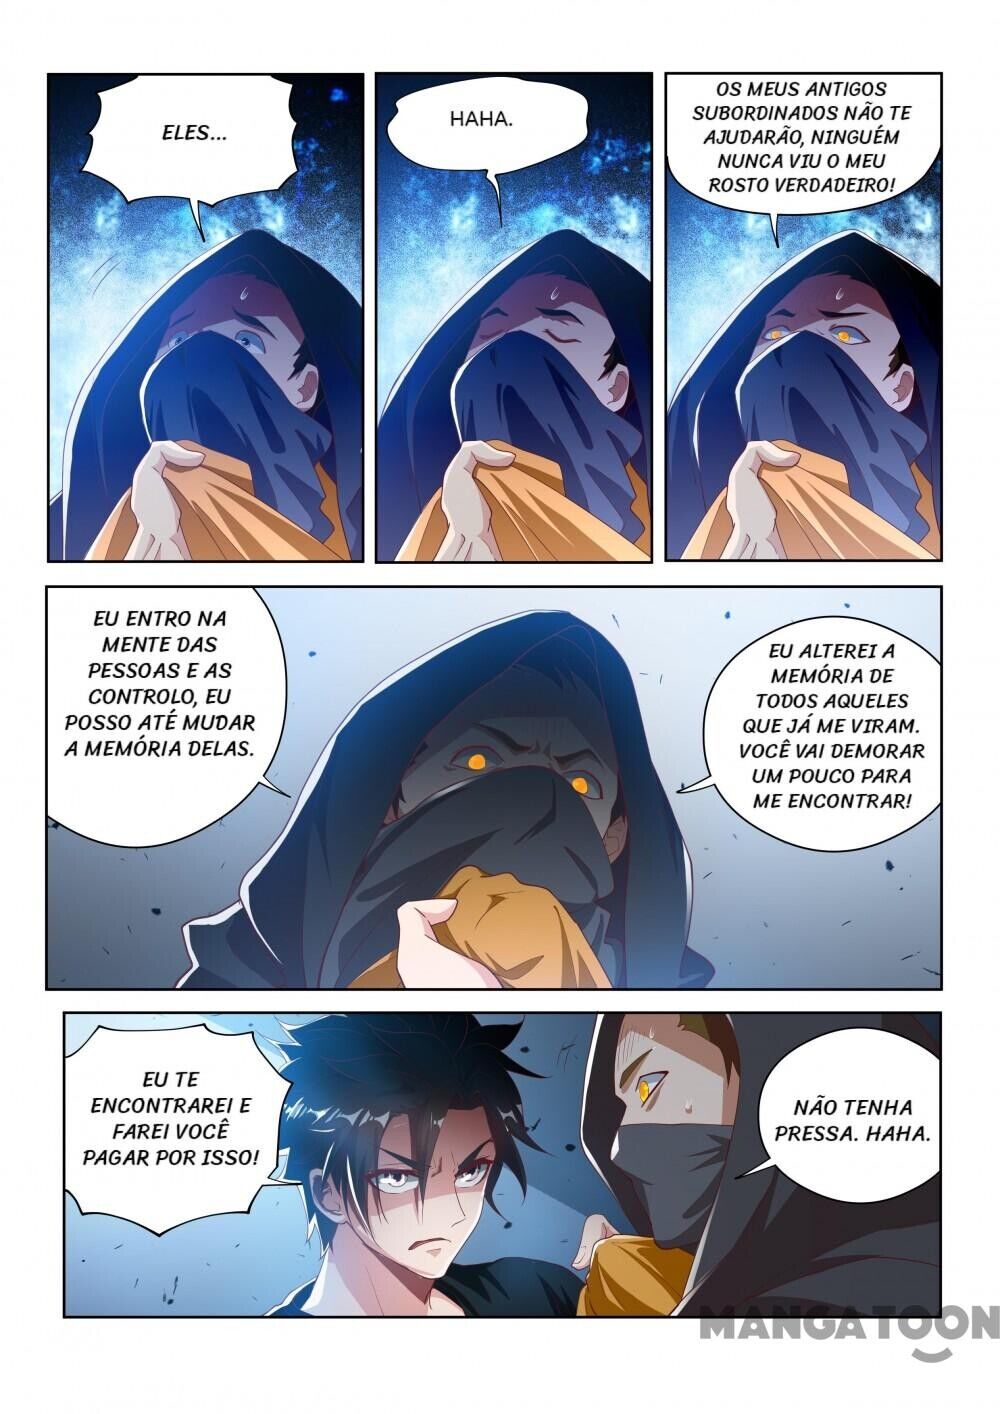 ELES...
HAHA.
OS MEUS ANTIGOS
SUBORDINADOS NÃO TE
AJUDARÃO, NINGUÉM
NUNCA VIU O MEU
ROSTO VERDADEIRO!
EU ENTRO NA
MENTE DAS
PESSOAS E AS
CONTROLO, EU
POSSO ATÉ MUDAR
A MEMÓRIA DELAS.
EU ALTEREI A
MEMÓRIA DE
TODOS AQUELES
QUE JÁ ME VIRAM.
VOCÊ VAI DEMORAR
UM POUCO PARA
ME ENCONTRAR!
EU TE
ENCONTRAREI E
FAREI VOCÊ
PAGAR POR ISSO!
NÃO TENHA
PRESSA. HAHA.
MANGATOON